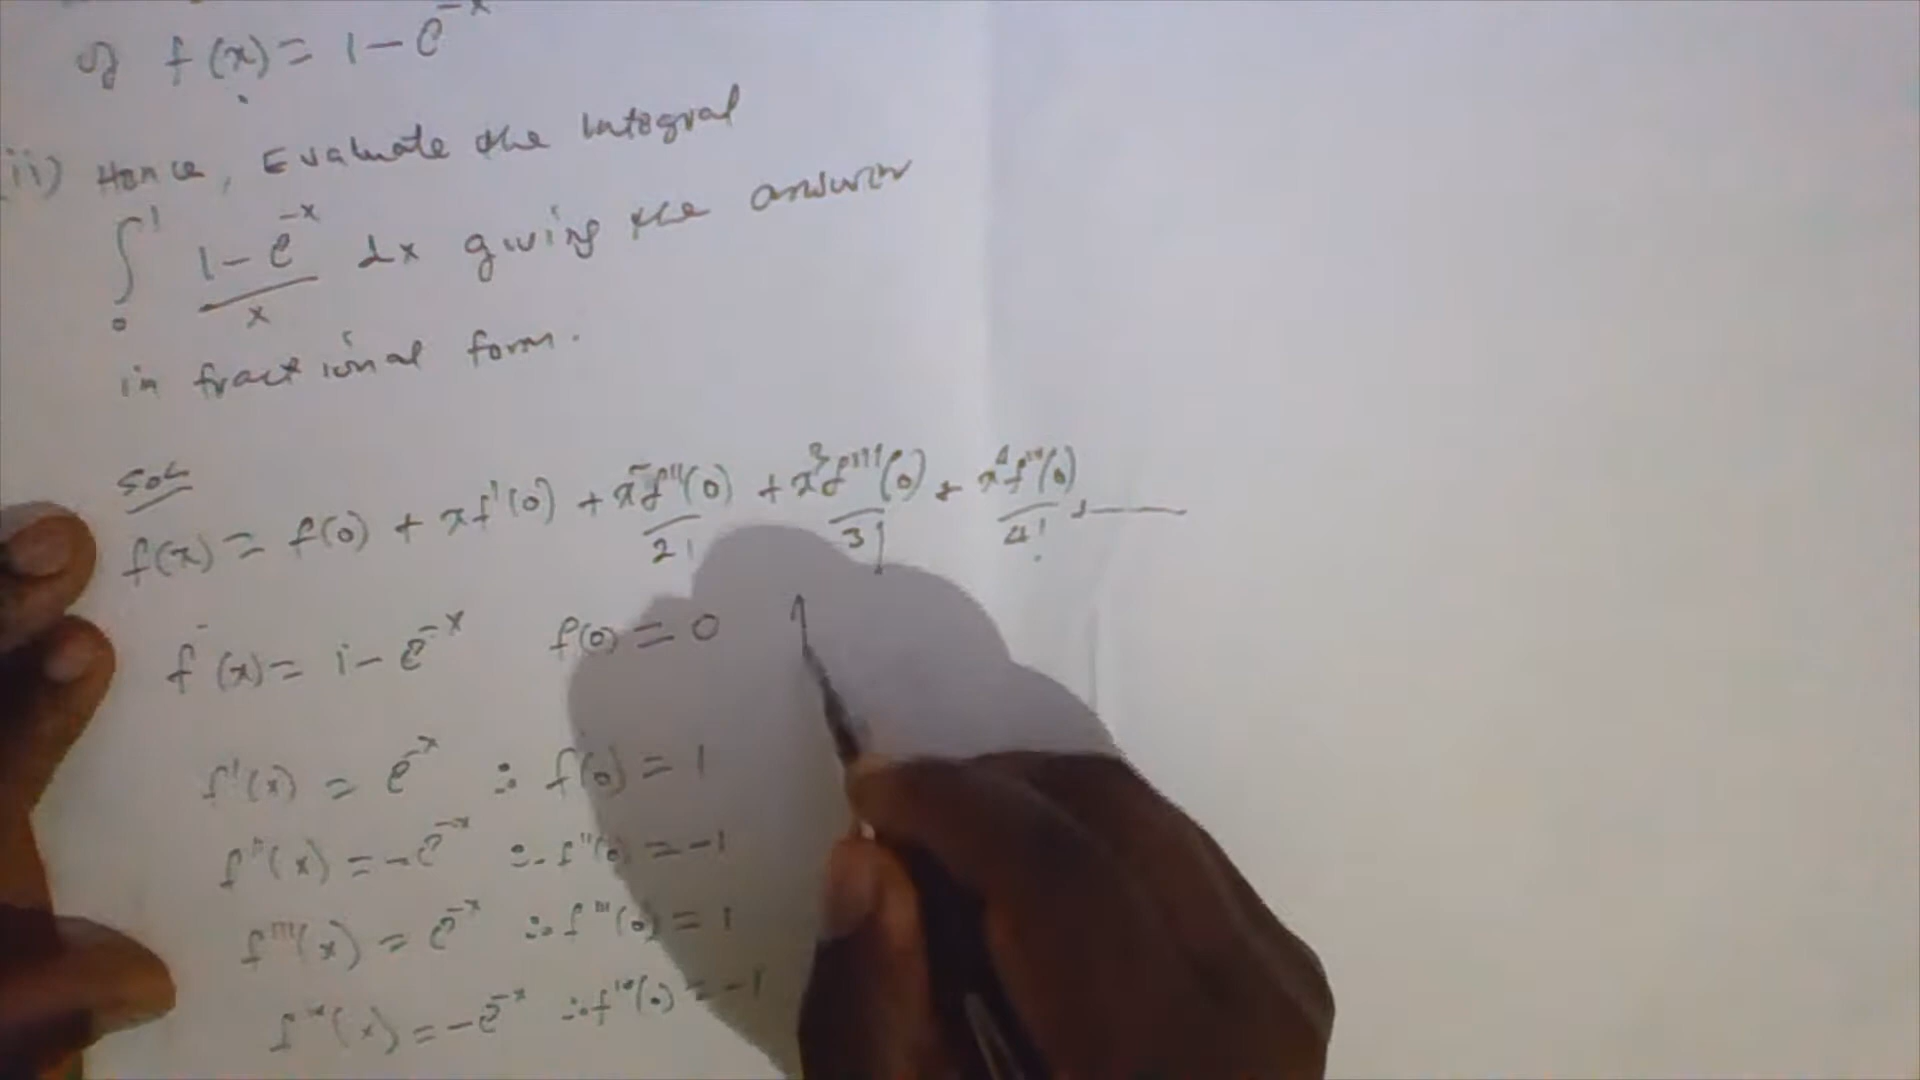 of f(x) = 1 - e^-x
(ii) Hence, Evaluate the integral
∫₀¹ (1 - e^-x)/x dx giving the answer
in fractional form.
Sol
f(x) = f(0) + xf'(0) + x²f''(0)/2! + x³f'''(0)/3! + x⁴f''''(0)/4! + ———
f(x) = 1 - e^-x f(0) = 0
f'(x) = e^-x ∴ f'(0) = 1
f''(x) = -e^-x ∴ f''(0) = -1
f'''(x) = e^-x ∴ f'''(0) = 1
f^iv(x) = -e^-x ∴ f^iv(0) = -1